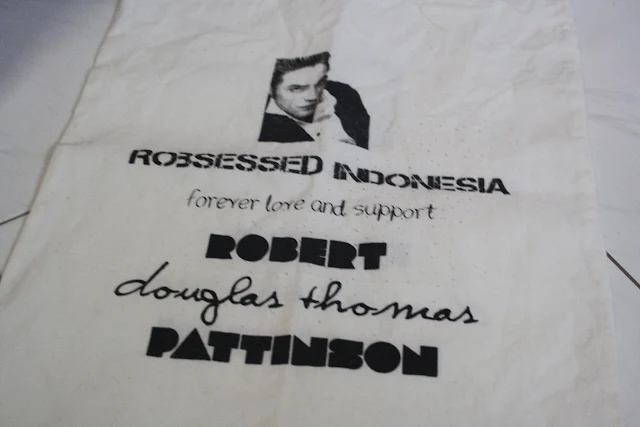 ROBSESSED INDONESIA
forever love and support
ROBERT
douglas thomas
PATTINSON